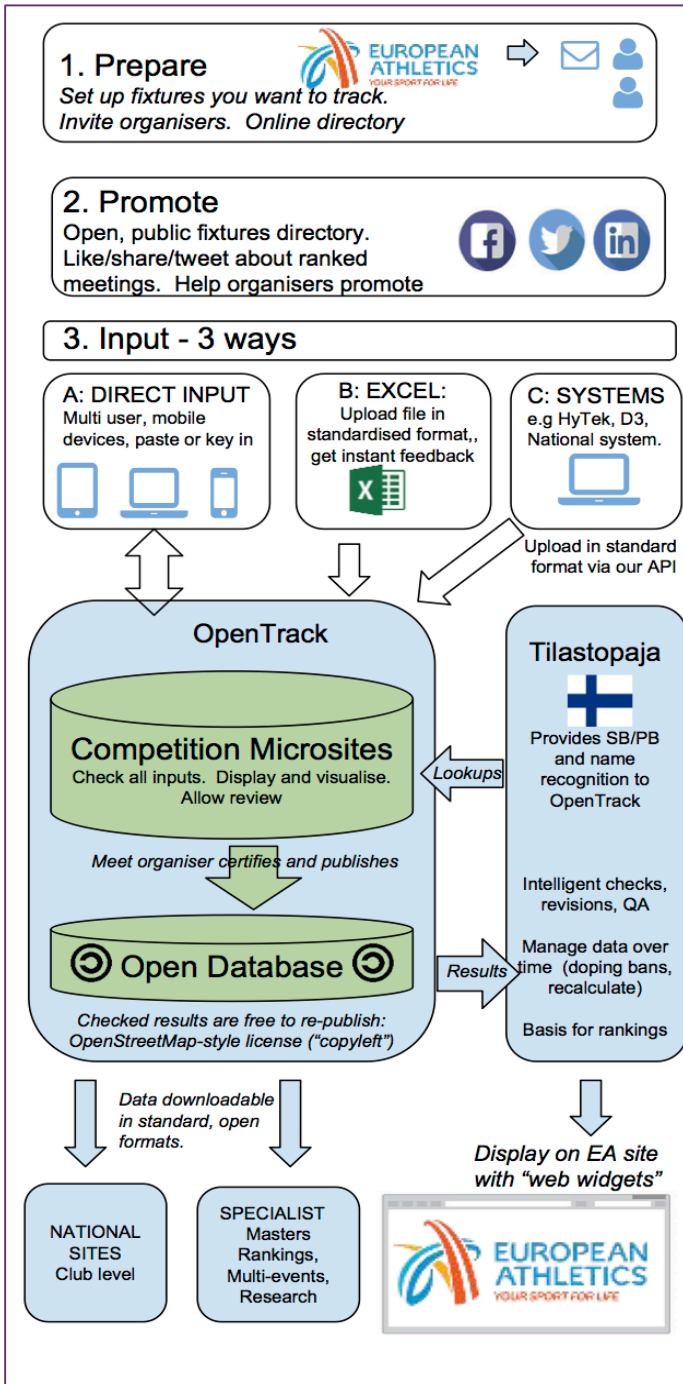 1. Prepare
EUROPEAN
ATHLETICS
YOUR SPORT FOR LIFE
Set up fixtures you want to track.
Invite organisers.  Online directory
2. Promote
Open, public fixtures directory.
Like/share/tweet about ranked
meetings.  Help organisers promote
f
in
3. Input - 3 ways
A: DIRECT INPUT
Multi user, mobile
devices, paste or key in
B: EXCEL:
Upload file in
standardised format,,
get instant feedback
X
C: SYSTEMS
e.g HyTek, D3,
National system.
Upload in standard
format via our API
OpenTrack
Competition Microsites
Check all inputs.  Display and visualise.
Allow review
Lookups
Meet organiser certifies and publishes
Open Database
Results
Checked results are free to re-publish:
OpenStreetMap-style license (“copyleft”)
Tilastopaja
Provides SB/PB
and name
recognition to
OpenTrack
Intelligent checks,
revisions, QA
Manage data over
time  (doping bans,
recalculate)
Basis for rankings
Data downloadable
in standard, open
formats.
NATIONAL
SITES
Club level
SPECIALIST
Masters
Rankings,
Multi-events,
Research
Display on EA site
with “web widgets”
EUROPEAN
ATHLETICS
YOUR SPORT FOR LIFE